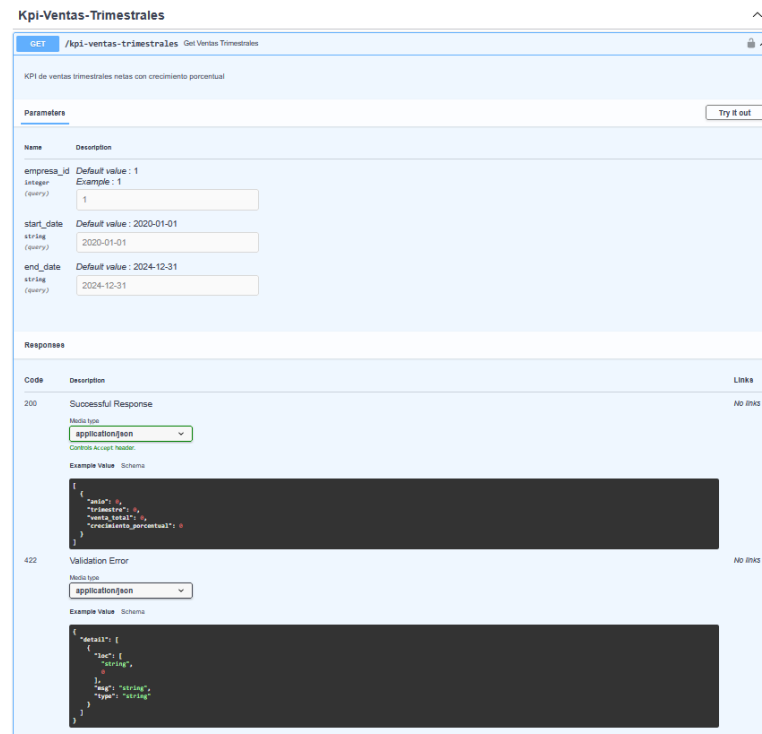 Kpi-Ventas-Trimestrales
GET /kpi-ventas-trimestrales Get Ventas Trimestrales
KPI de ventas trimestrales netas con crecimiento porcentual
Parameters Try it out
Name Description
empresa_id Default value : 1
integer Example : 1
(query) 1
start_date Default value : 2020-01-01
string 2020-01-01
(query)
end_date Default value : 2024-12-31
string 2024-12-31
(query)
Responses
Code Description Links
200 Successful Response No links
Media type
application/json
Controls Accept header.
Example Value Schema
[
{
"anio": 0,
"trimestre": 0,
"venta_total": 0,
"crecimiento_porcentual": 0
}
]
422 Validation Error No links
Media type
application/json
Example Value Schema
{
"detail": [
{
"loc": [
"string",
0
],
"msg": "string",
"type": "string"
}
]
}